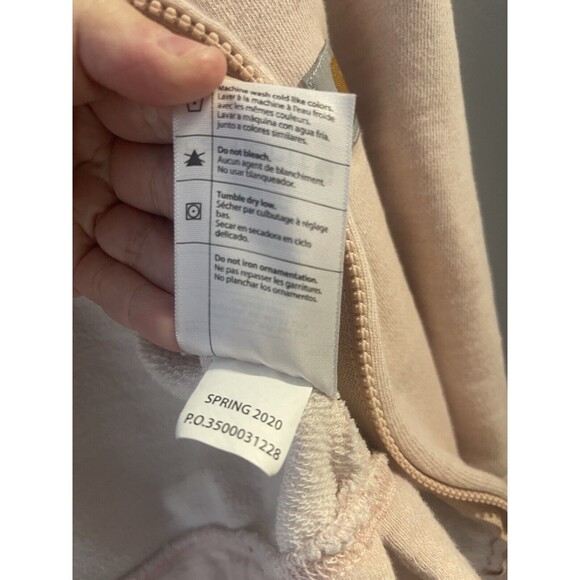 Machine wash cold like colors.
Laver à la machine à l'eau froide
avec les mêmes couleurs.
Lavar a máquina con agua fría,
junto a colores similares.
Do not bleach.
Aucun agent de blanchiment.
No usar blanqueador.
Tumble dry low.
Sécher par culbutage à réglage
bas.
Secar en secadora en ciclo
delicado.
Do not iron ornamentation.
Ne pas repasser les garnitures.
No planchar los ornamentos.
SPRING 2020
P.O.3500031228